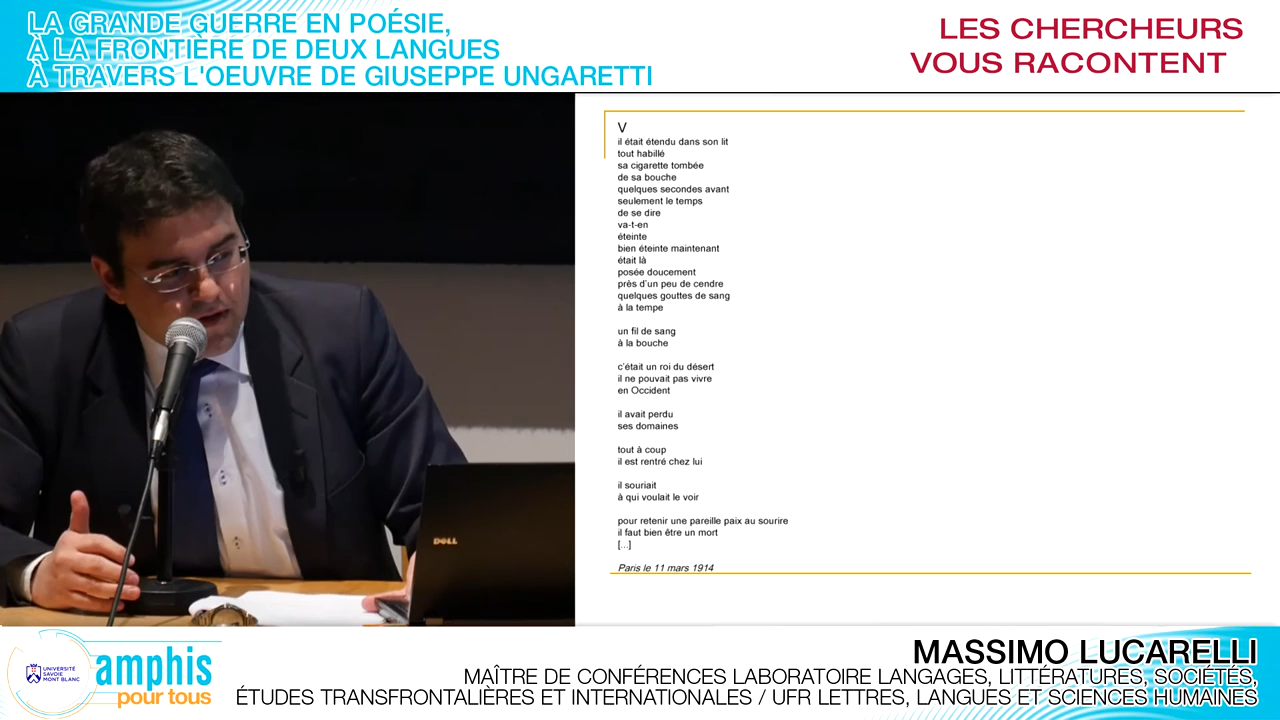 LA GRANDE GUERRE EN POÉSIE,
À LA FRONTIÈRE DE DEUX LANGUES
À TRAVERS L'OEUVRE DE GIUSEPPE UNGARETTI
LES CHERCHEURS
VOUS RACONTENT
V
il était étendu dans son lit
tout habillé
sa cigarette tombée
de sa bouche
quelques secondes avant
seulement le temps
de se dire
va-t-en
éteinte
bien éteinte maintenant
était là
posée doucement
près d'un peu de cendre
quelques gouttes de sang
à la tempe
un fil de sang
à la bouche
c'était un roi du désert
il ne pouvait pas vivre
en Occident
il avait perdu
ses domaines
tout à coup
il est rentré chez lui
il souriait
à qui voulait le voir
pour retenir une pareille paix au sourire
il faut bien être un mort
[...]
Paris le 11 mars 1914
DELL
UNIVERSITÉ
SAVOIE
MONT BLANC
amphis
pour tous
MASSIMO LUCARELLI
MAÎTRE DE CONFÉRENCES LABORATOIRE LANGAGES, LITTÉRATURES, SOCIÉTÉS,
ÉTUDES TRANSFRONTALIÈRES ET INTERNATIONALES / UFR LETTRES, LANGUES ET SCIENCES HUMAINES